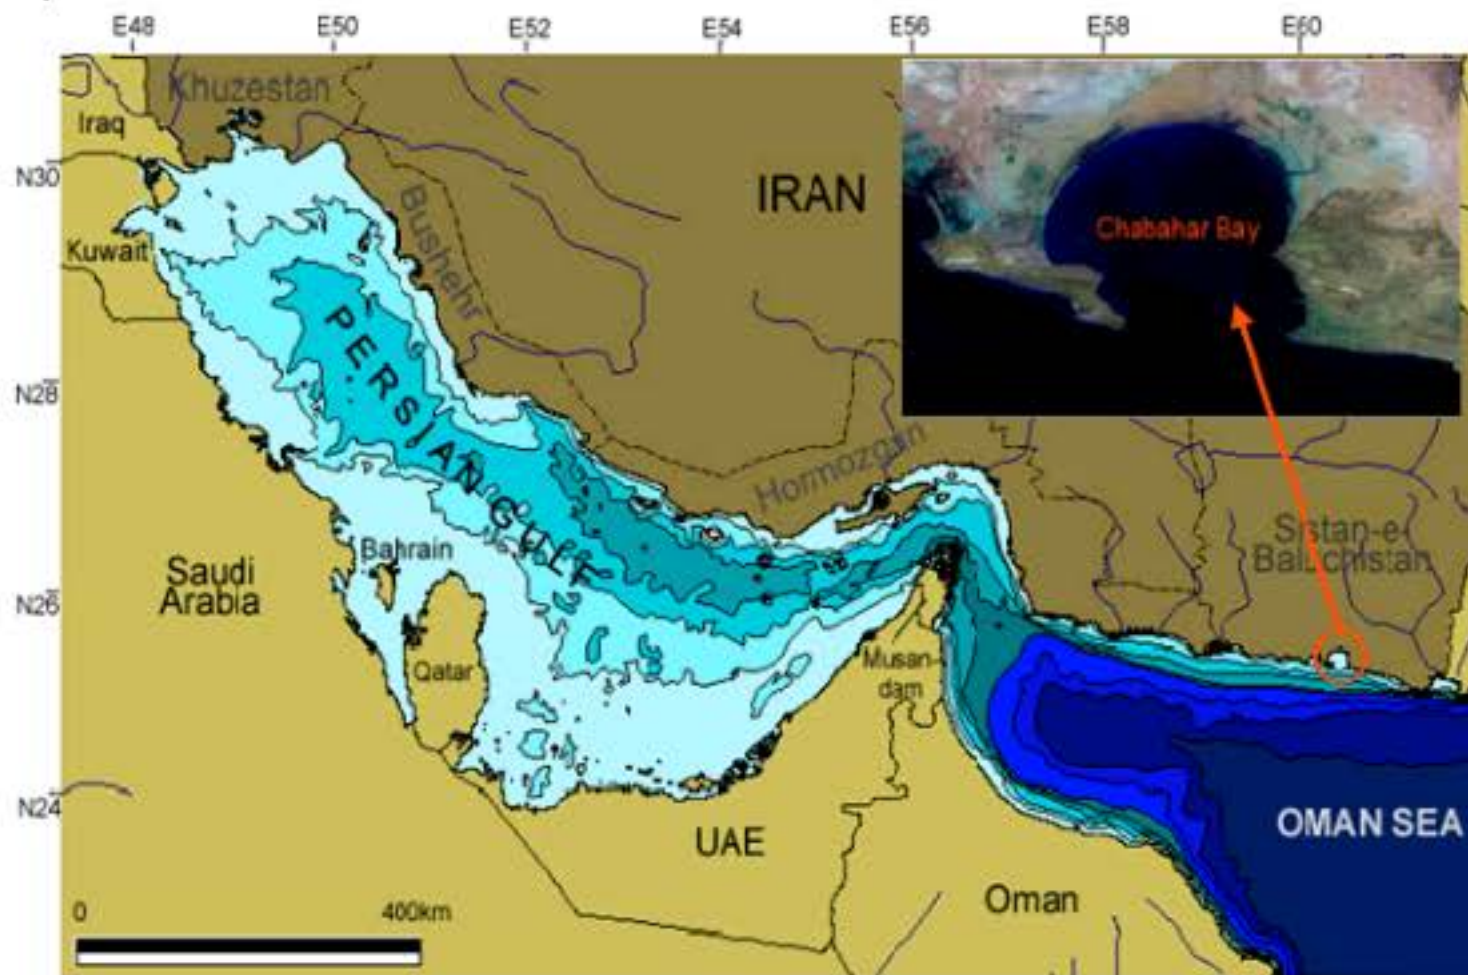 E48 E50 E52 E54 E56 E58 E60
Khuzestan
Iraq
N30
IRAN
Bushehr
Chabahar Bay
Kuwait
PERSIAN GULF
N28
Hormozgan
Sistan-e-
Baluchistan
Bahrain
Saudi
Arabia
N26
Qatar
Musan-
dam
N24
UAE
OMAN SEA
Oman
0 400km